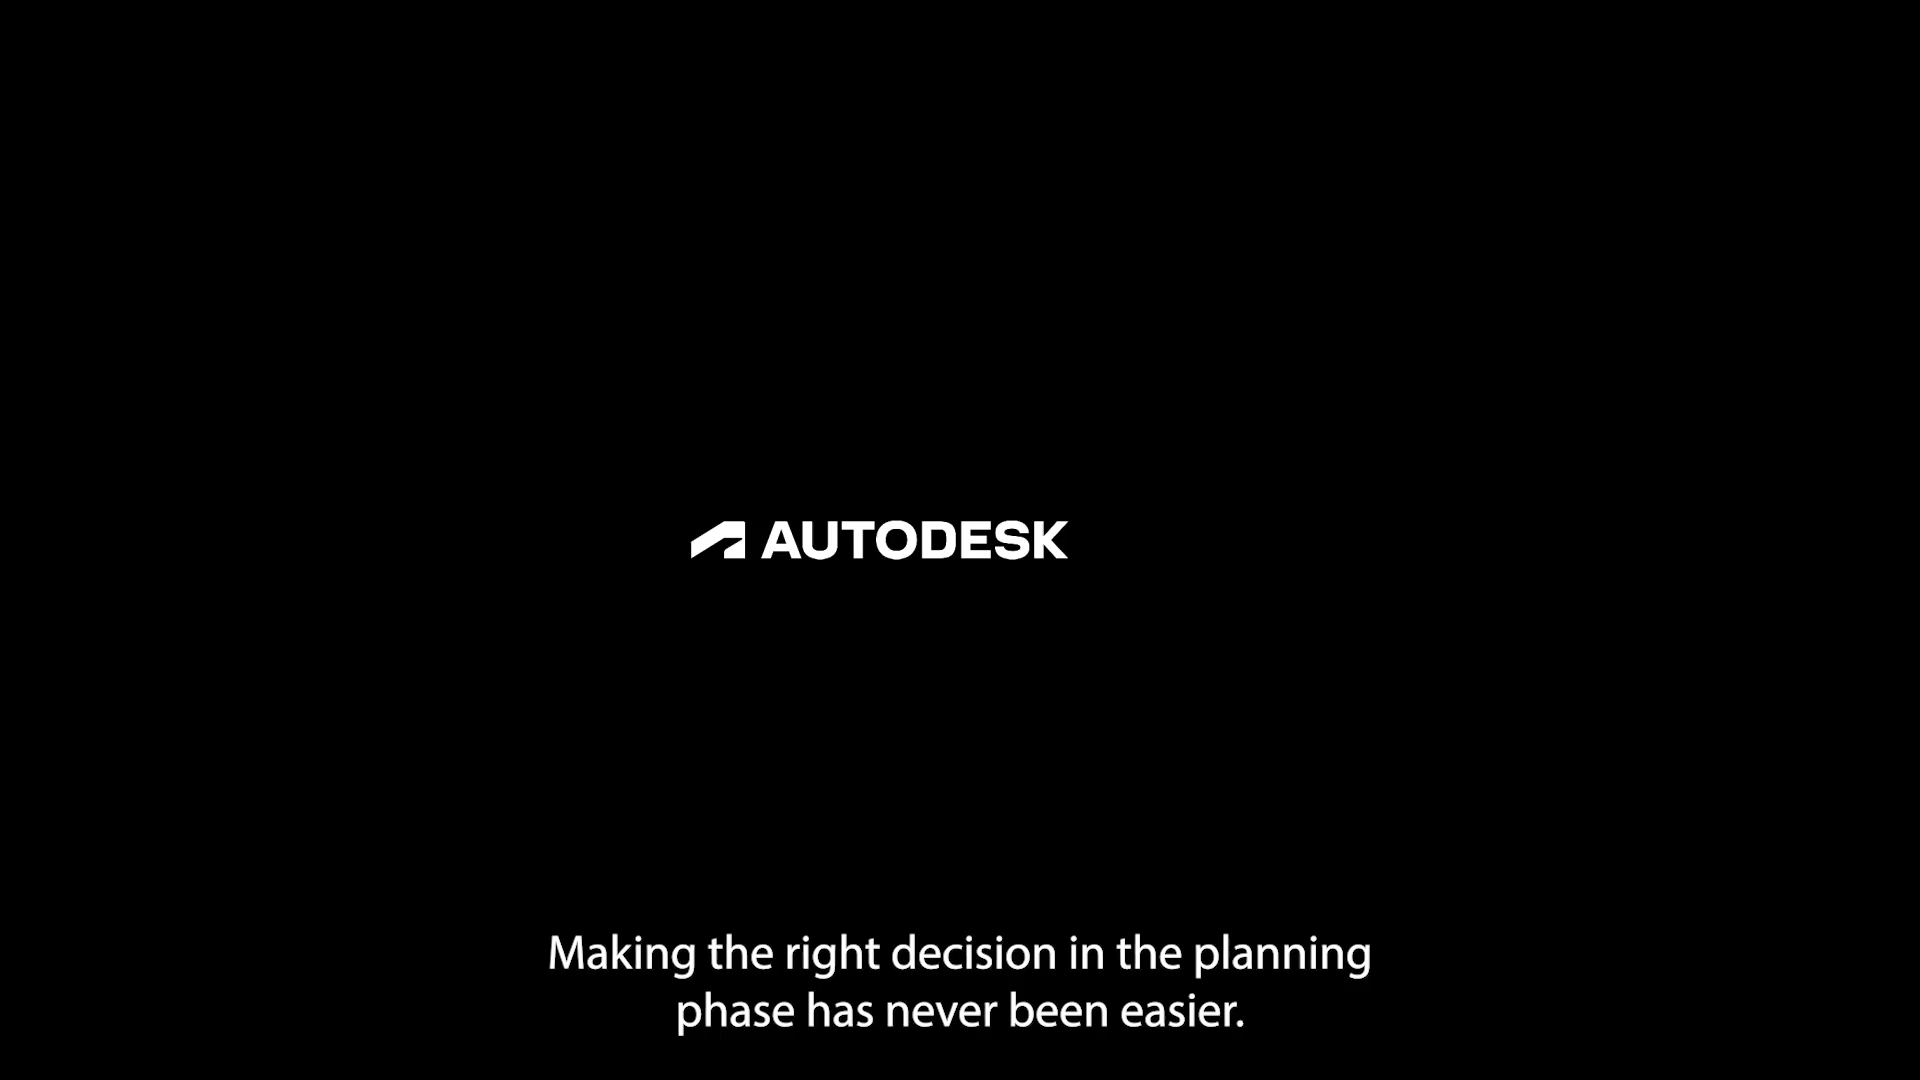 AUTODESK
Making the right decision in the planning
phase has never been easier.